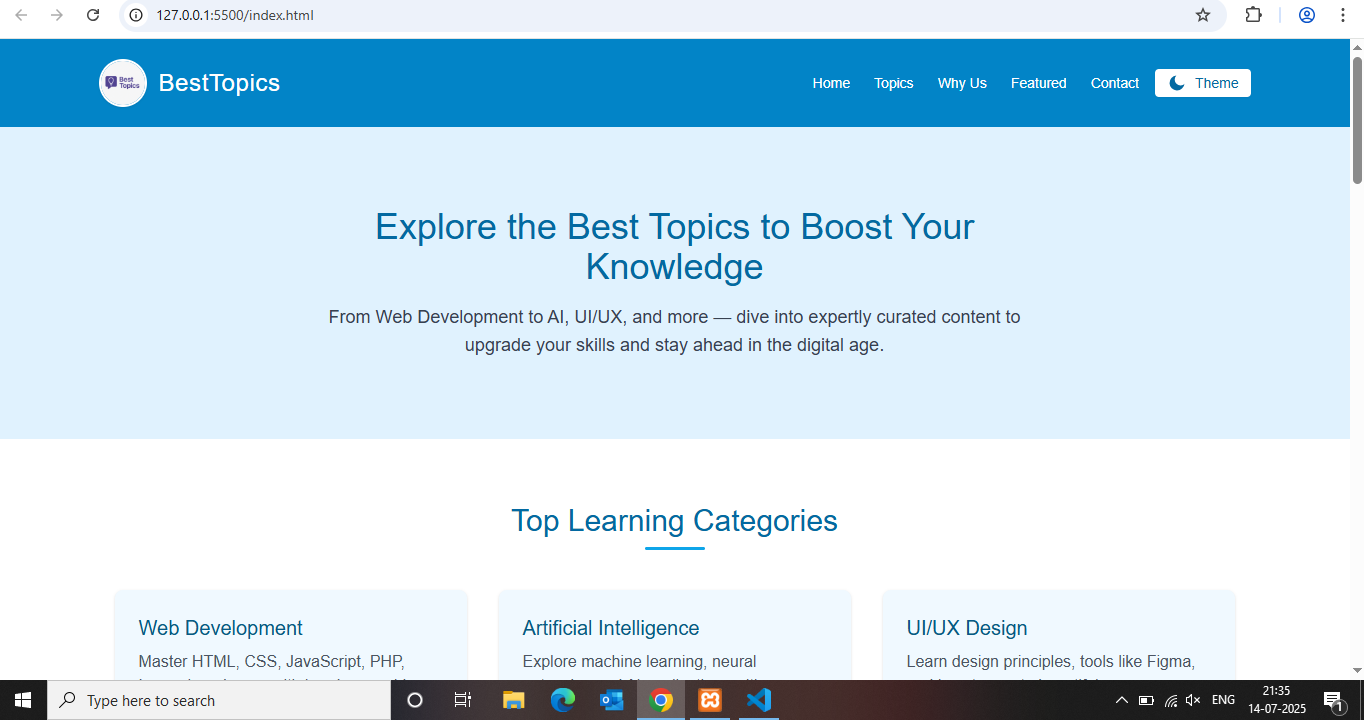 127.0.0.1:5500/index.html
Best
Topics
BestTopics
Home
Topics
Why Us
Featured
Contact
Theme
Explore the Best Topics to Boost Your
Knowledge
From Web Development to AI, UI/UX, and more — dive into expertly curated content to
upgrade your skills and stay ahead in the digital age.
Top Learning Categories
Web Development
Master HTML, CSS, JavaScript, PHP,
Artificial Intelligence
Explore machine learning, neural
UI/UX Design
Learn design principles, tools like Figma,
Type here to search
ENG
21:35
14-07-2025
1